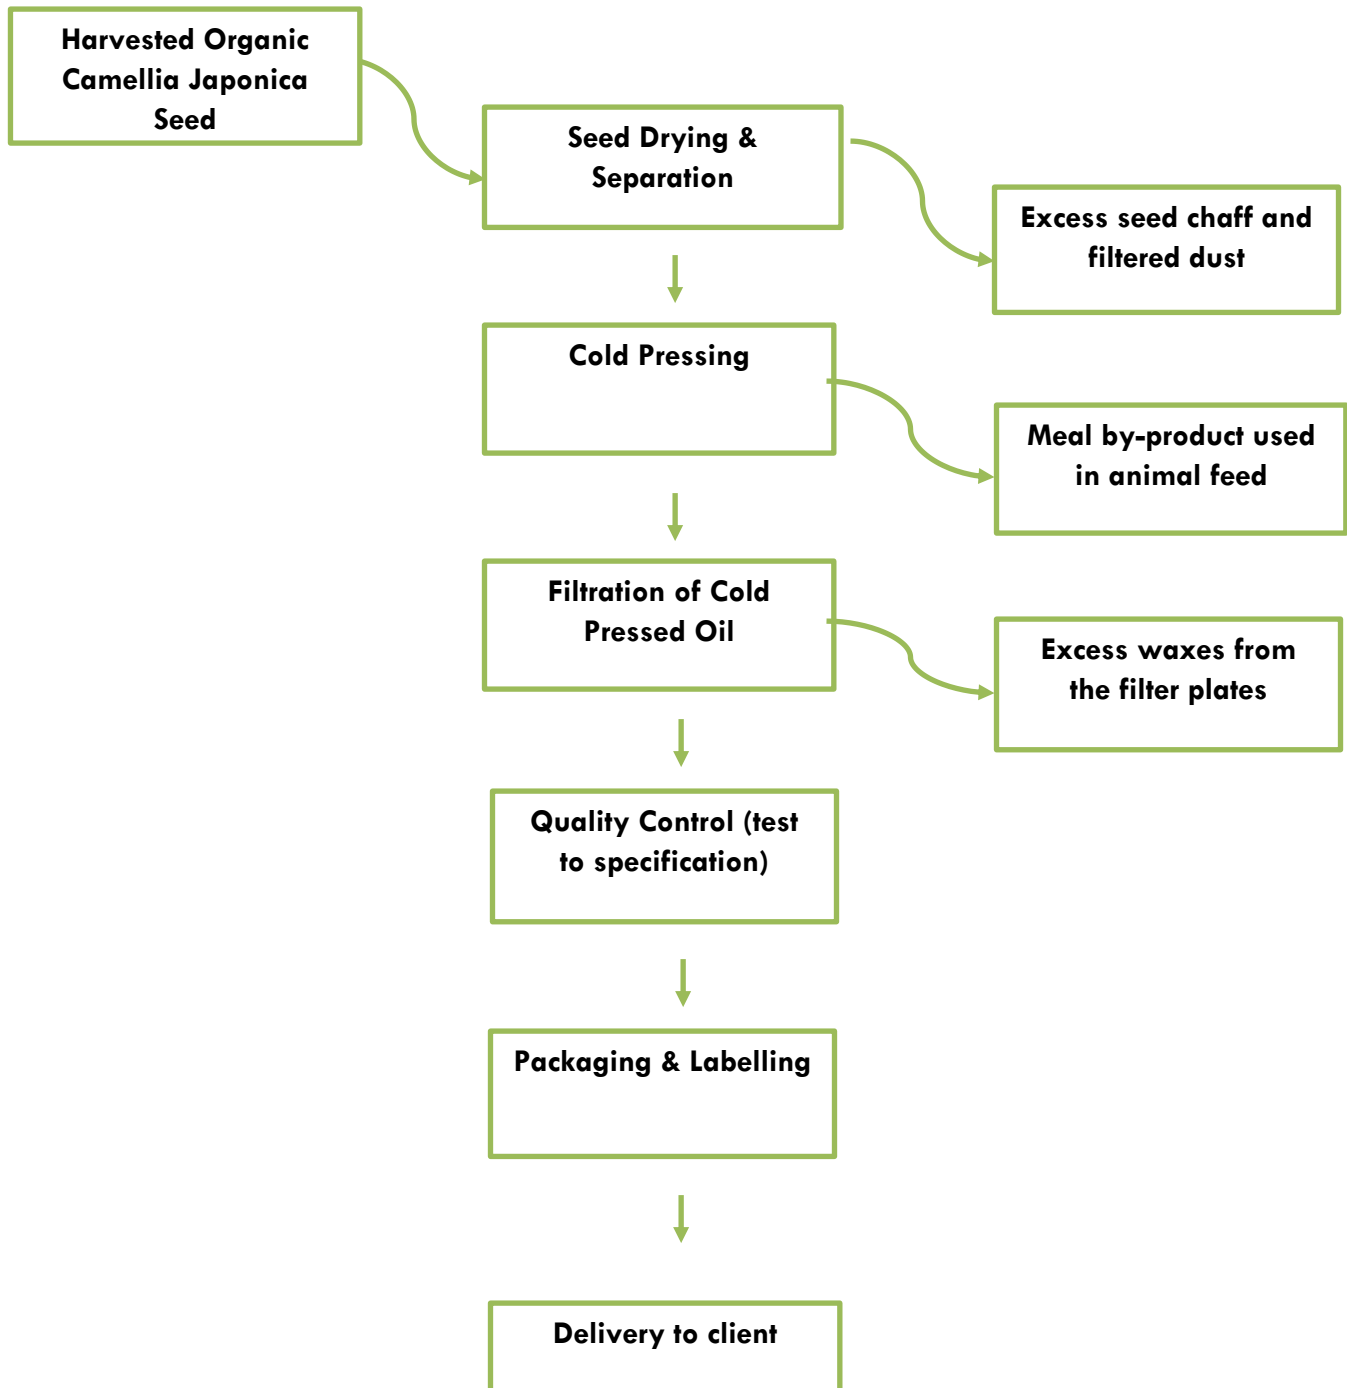 Harvested Organic
Camellia Japonica
Seed
Seed Drying &
Separation
Excess seed chaff and
filtered dust
Cold Pressing
Meal by-product used
in animal feed
Filtration of Cold
Pressed Oil
Excess waxes from
the filter plates
Quality Control (test
to specification)
Packaging & Labelling
Delivery to client